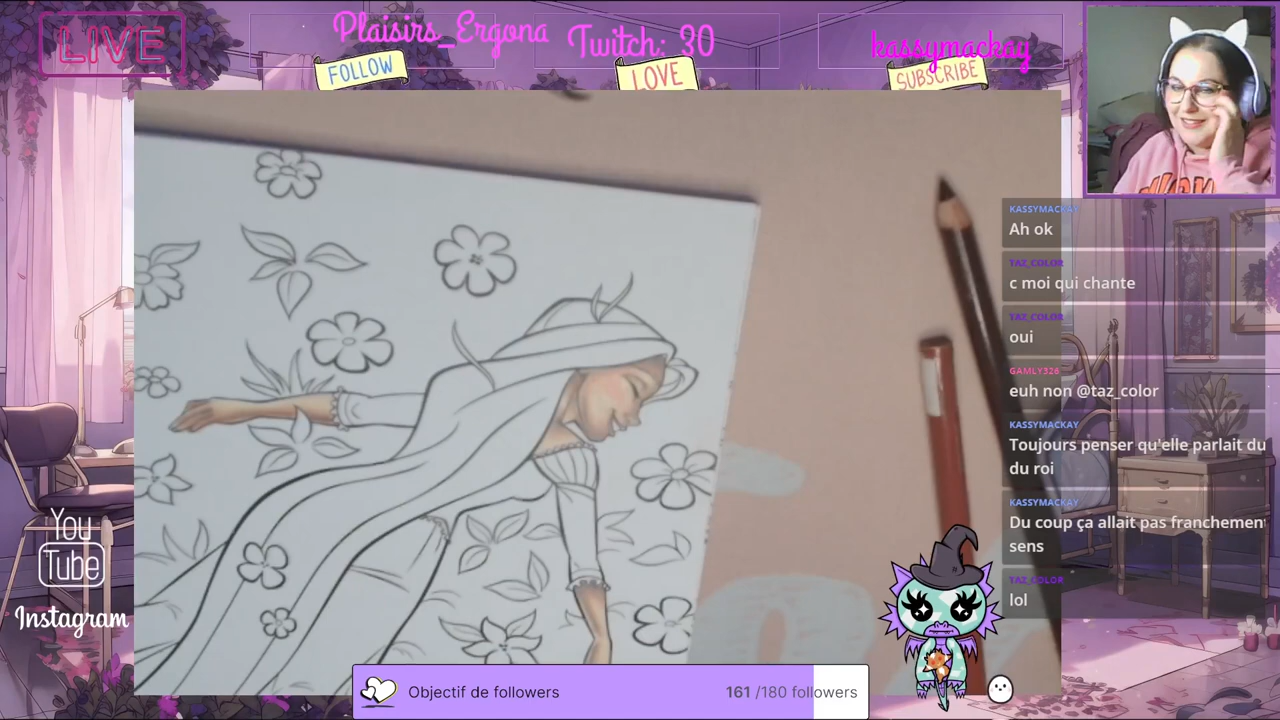 LIVE
Plaisirs_Ergona
Twitch: 30
kassymackay
FOLLOW
LOVE
SUBSCRIBE
KASSYMACKAY
Ah ok
TAZ_COLOR
c moi qui chante
TAZ_COLOR
oui
GAMLY326
euh non @taz_color
KASSYMACKAY
Toujours penser qu'elle parlait du
du roi
KASSYMACKAY
Du coup ça allait pas franchemen
sens
TAZ_COLOR
lol
You
Tube
Instagram
Objectif de followers
161 /180 followers